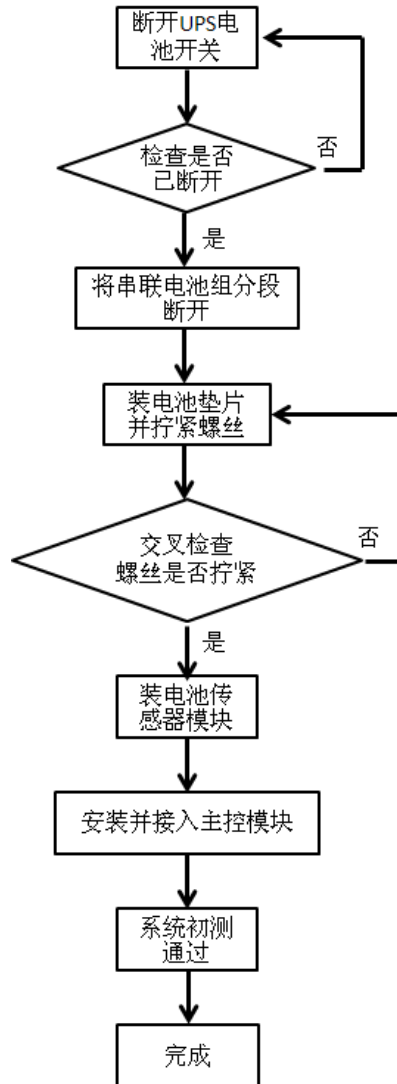 断开UPS电
池开关
检查是否
已断开
否
是
将串联电池组分段
断开
装电池垫片
并拧紧螺丝
交叉检查
螺丝是否拧紧
否
是
装电池传
感器模块
安装并接入主控模块
系统初测
通过
完成